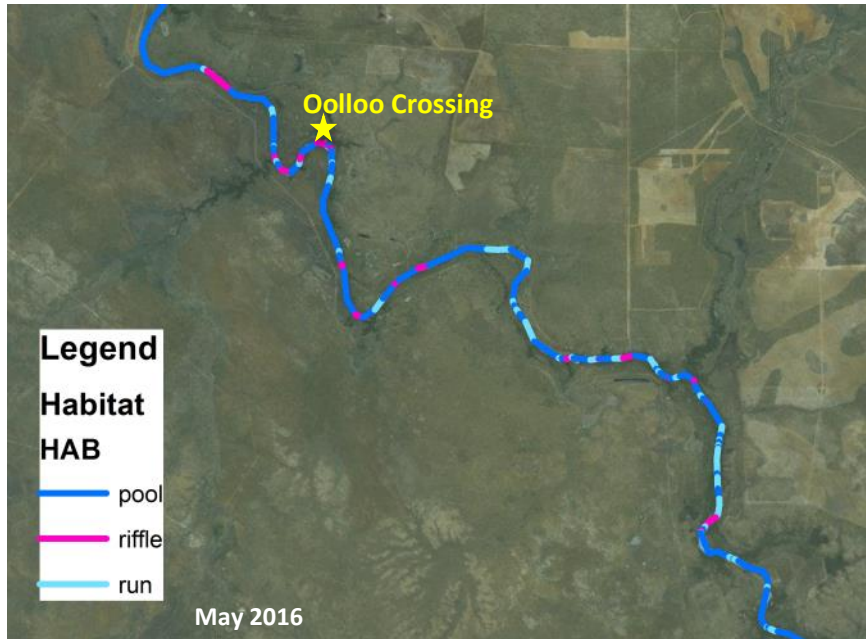 Oolloo Crossing
Legend
Habitat
HAB
pool
riffle
run
May 2016